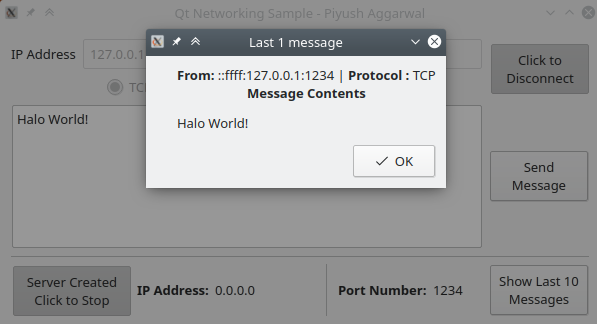 Qt Networking Sample - Piyush Aggarwal
Last 1 message
IP Address 127.0.0.1
Click to
Disconnect
From: ::ffff:127.0.0.1:1234 | Protocol : TCP
Message Contents
Halo World!
OK
Halo World!
Send
Message
Server Created
Click to Stop
IP Address: 0.0.0.0
Port Number: 1234
Show Last 10
Messages